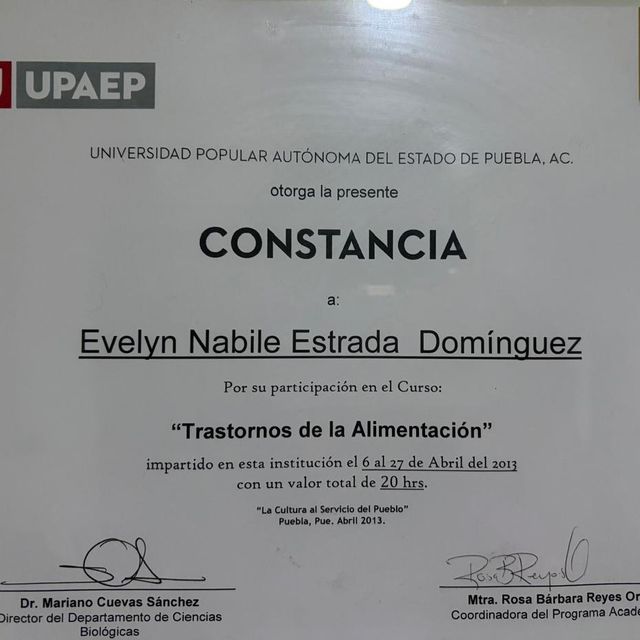 U UPAEP
UNIVERSIDAD POPULAR AUTÓNOMA DEL ESTADO DE PUEBLA, AC.
otorga la presente
CONSTANCIA
a:
Evelyn Nabile Estrada Domínguez
Por su participación en el Curso:
“Trastornos de la Alimentación”
impartido en esta institución el 6 al 27 de Abril del 2013
con un valor total de 20 hrs.
“La Cultura al Servicio del Pueblo”
Puebla, Pue. Abril 2013.
Dr. Mariano Cuevas Sánchez
Director del Departamento de Ciencias
Biológicas
RosaBReyesO
Mtra. Rosa Bárbara Reyes Or
Coordinadora del Programa Acade